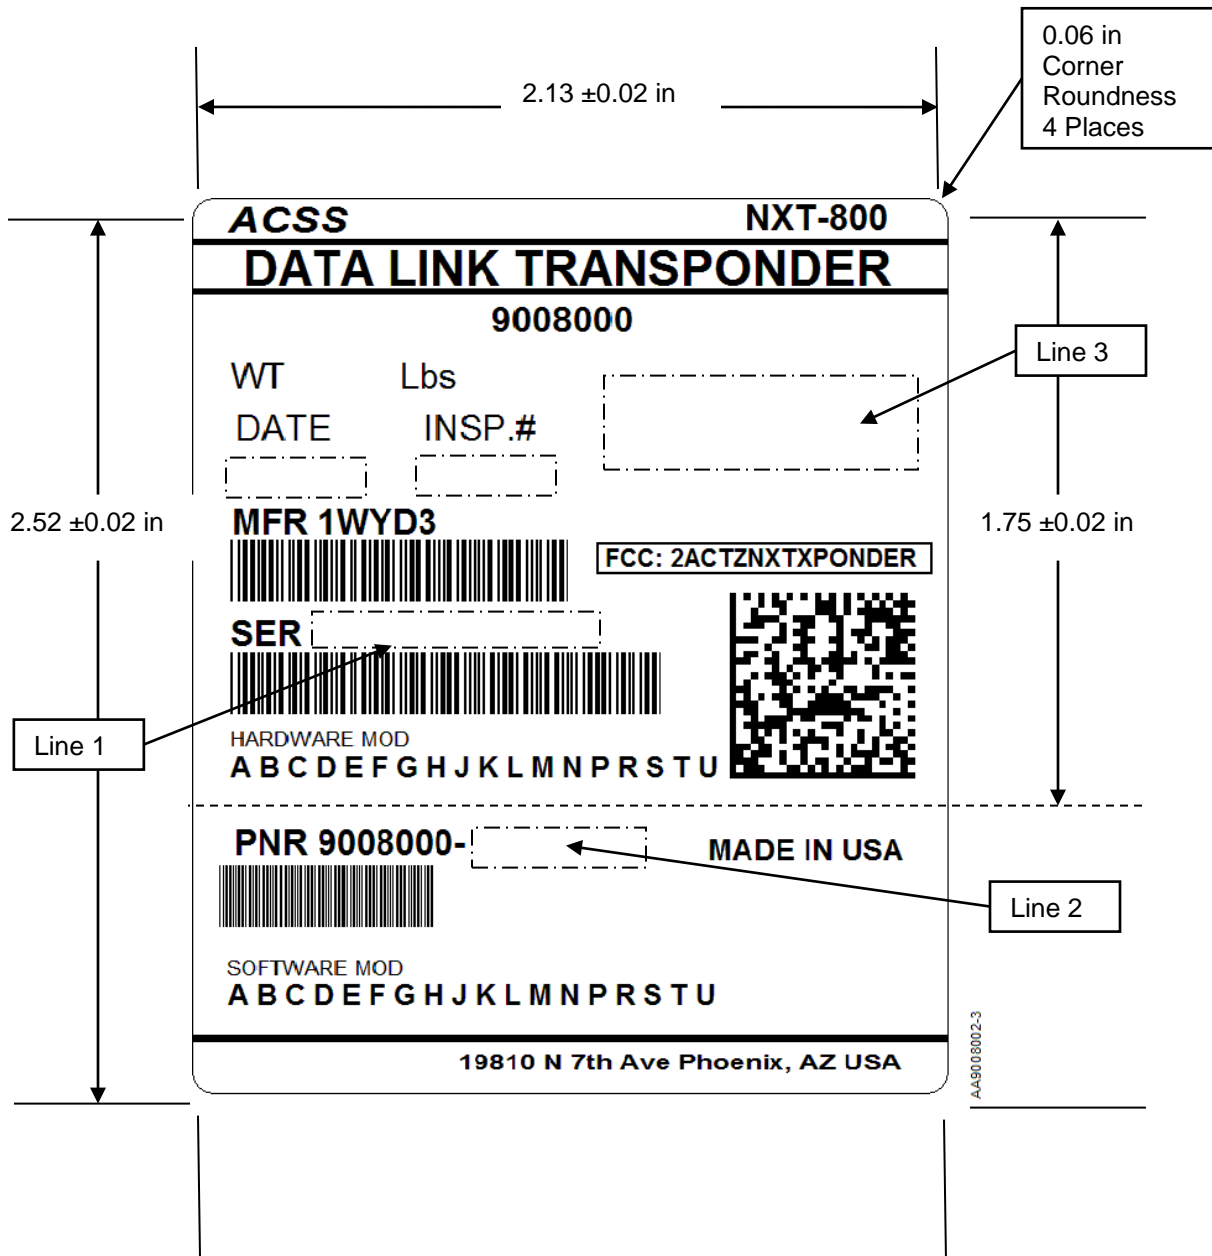 0.06 in
Corner
Roundness
4 Places
2.13 ±0.02 in
ACSS NXT-800
DATA LINK TRANSPONDER
9008000
Line 3
WT Lbs
DATE INSP.#
2.52 ±0.02 in
1.75 ±0.02 in
MFR 1WYD3
FCC: 2ACTZNXTXPONDER
SER
Line 1
HARDWARE MOD
A B C D E F G H J K L M N P R S T U
PNR 9008000-
MADE IN USA
Line 2
SOFTWARE MOD
A B C D E F G H J K L M N P R S T U
19810 N 7th Ave Phoenix, AZ USA
AA9008002-3